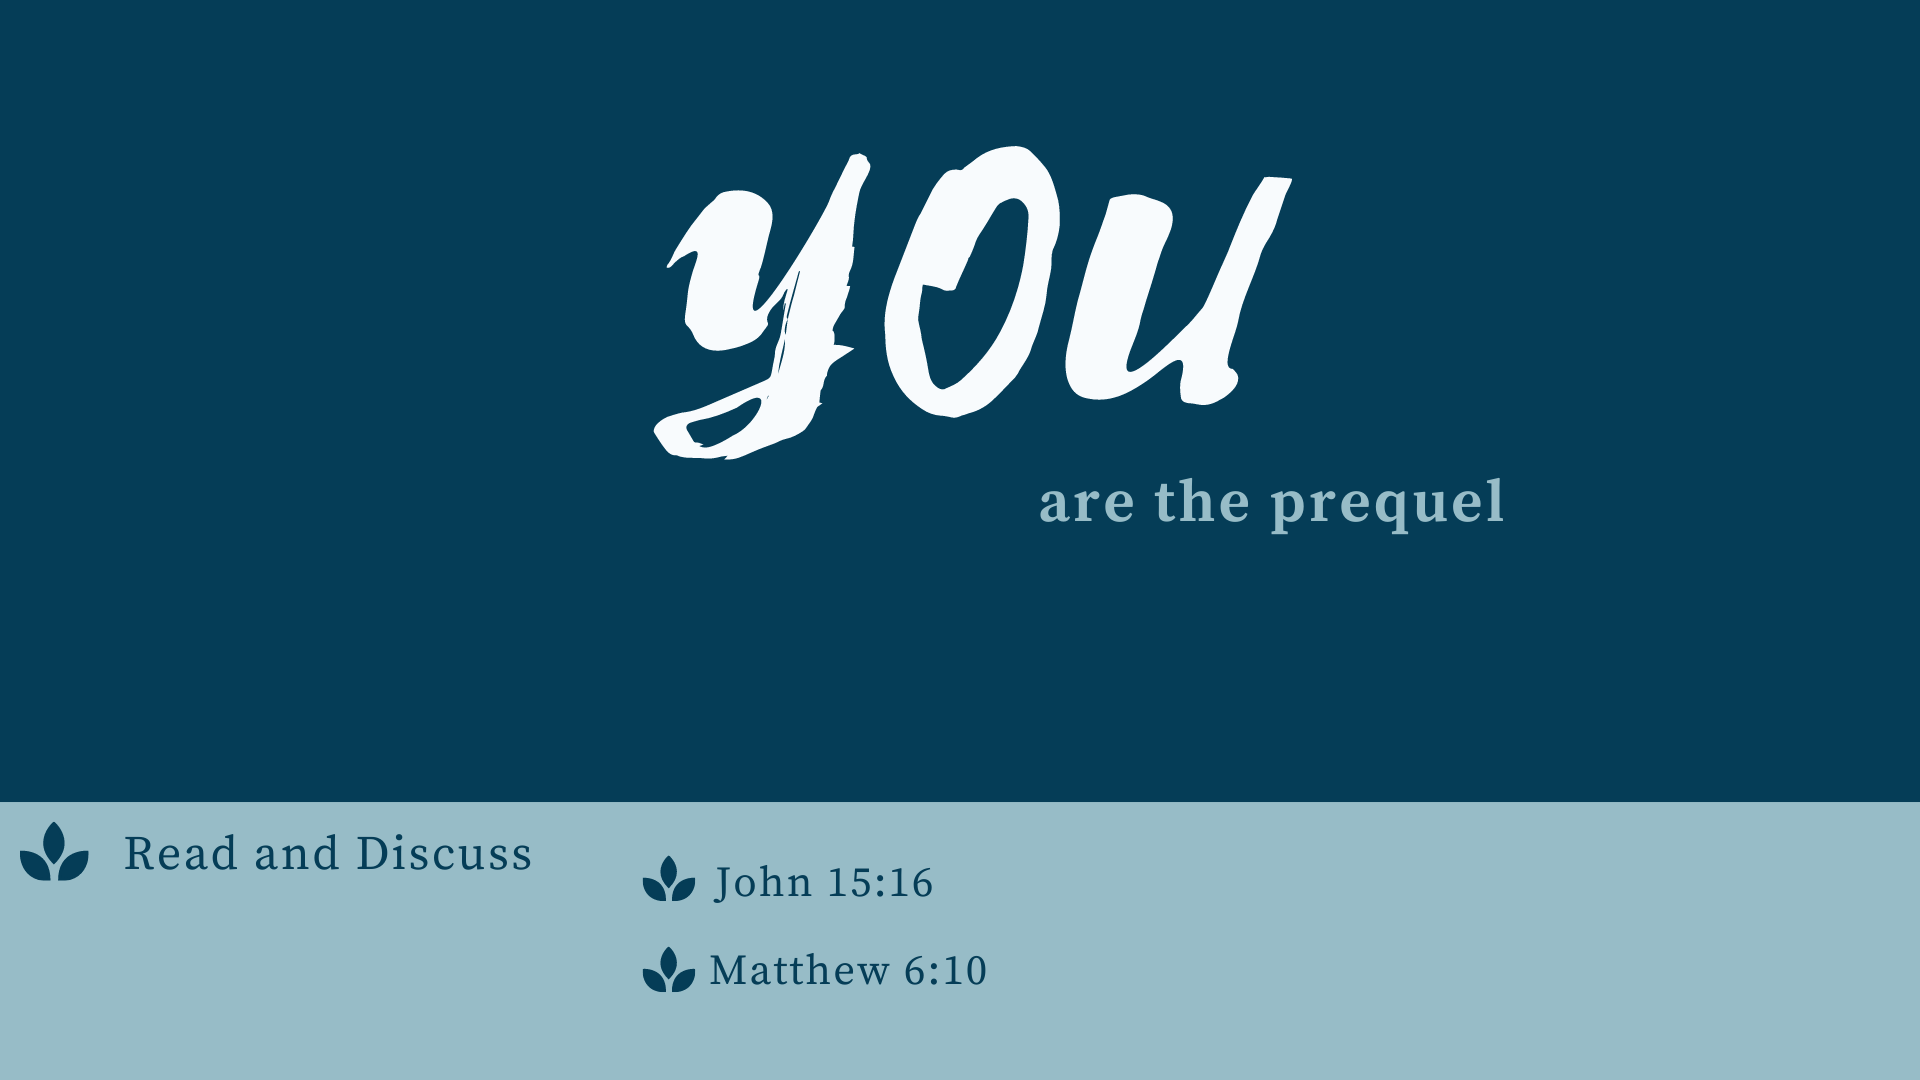 you
are the prequel
Read and Discuss
John 15:16
Matthew 6:10